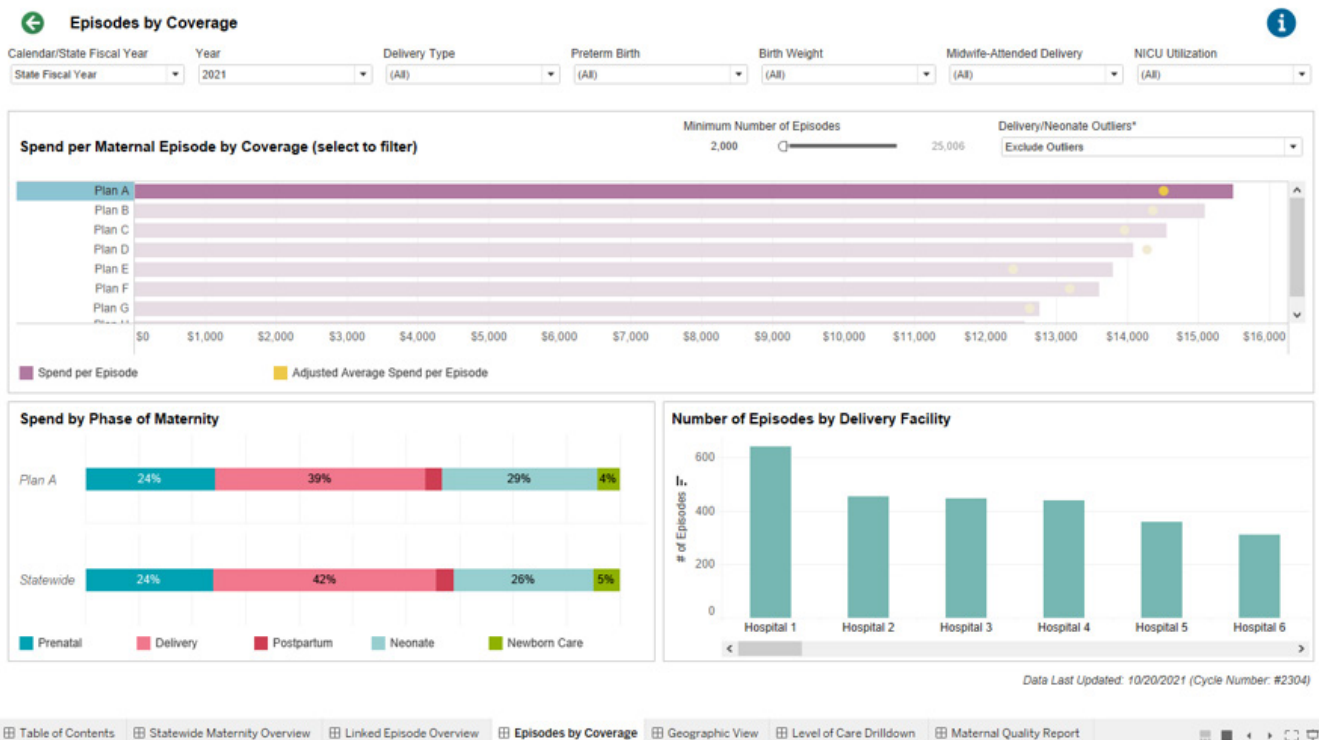 Episodes by Coverage
i
Calendar/State Fiscal Year Year Delivery Type Preterm Birth Birth Weight Midwife-Attended Delivery NICU Utilization
State Fiscal Year 2021 (All) (All) (All) (All) (All)
Minimum Number of Episodes Delivery/Neonate Outliers*
Spend per Maternal Episode by Coverage (select to filter) 2,000 25,006 Exclude Outliers
Plan A
Plan B
Plan C
Plan D
Plan E
Plan F
Plan G
$0 $1,000 $2,000 $3,000 $4,000 $5,000 $6,000 $7,000 $8,000 $9,000 $10,000 $11,000 $12,000 $13,000 $14,000 $15,000 $16,000
Spend per Episode Adjusted Average Spend per Episode
Spend by Phase of Maternity
Plan A 24% 39% 29% 4%
Statewide 24% 42% 26% 5%
Prenatal Delivery Postpartum Neonate Newborn Care
Number of Episodes by Delivery Facility
# of Episodes
600
400
200
0
Hospital 1 Hospital 2 Hospital 3 Hospital 4 Hospital 5 Hospital 6
Data Last Updated: 10/20/2021 (Cycle Number: #2304)
Table of Contents Statewide Maternity Overview Linked Episode Overview Episodes by Coverage Geographic View Level of Care Drilldown Maternal Quality Report